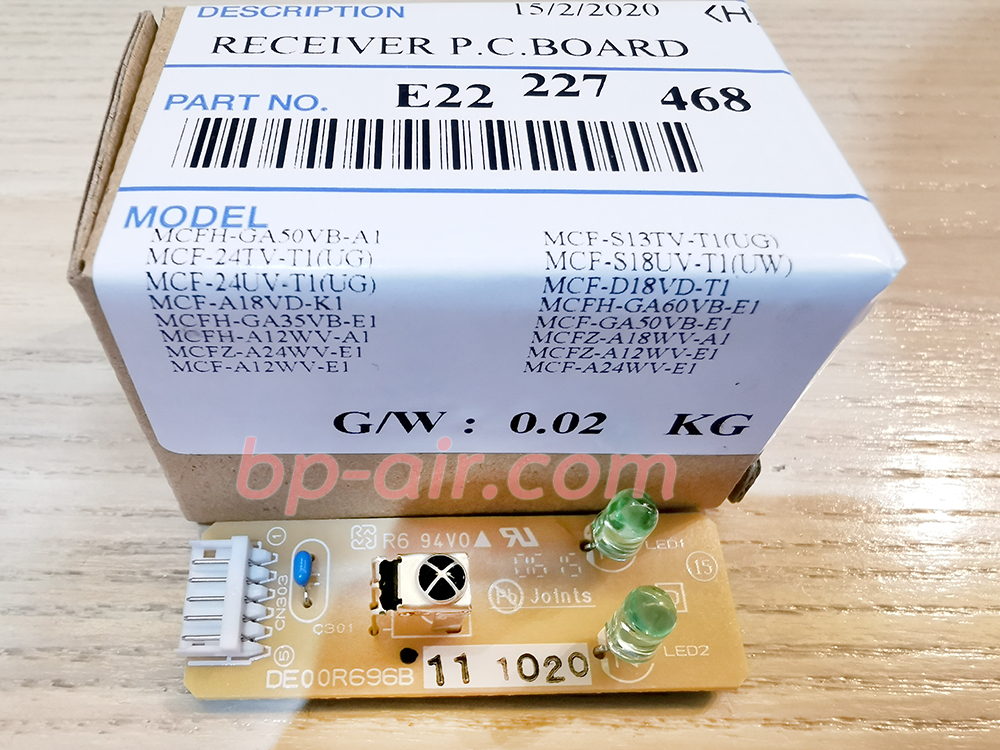 DESCRIPTION 15/2/2020 <H
RECEIVER P.C.BOARD
PART NO. E22 227 468
MODEL
MCFH-GA50VB-A1 MCF-S13TV-T1(UG)
MCF-24TV-T1(UG) MCF-S18UV-T1(UW)
MCF-24UV-T1(UG) MCF-D18VD-T1
MCF-A18VD-K1 MCFH-GA60VB-E1
MCFH-GA35VB-E1 MCF-GA50VB-E1
MCFH-A12WV-A1 MCFZ-A18WV-A1
MCFZ-A24WV-E1 MCFZ-A12WV-E1
MCF-A12WV-E1 MCF-A24WV-E1
G/W : 0.02 KG
bp-air.com
R6 94V0
0615
LED1
15
Pb Joints
1
CN303
5
C301
LED2
DE00R696B 11 1020